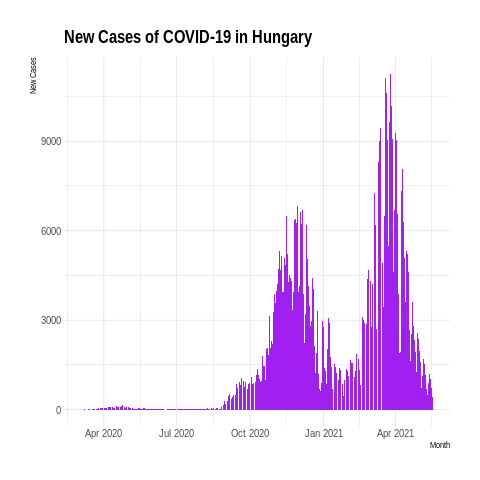 New Cases of COVID-19 in Hungary
New Cases
9000
6000
3000
0
Apr 2020 Jul 2020 Oct 2020 Jan 2021 Apr 2021
Month